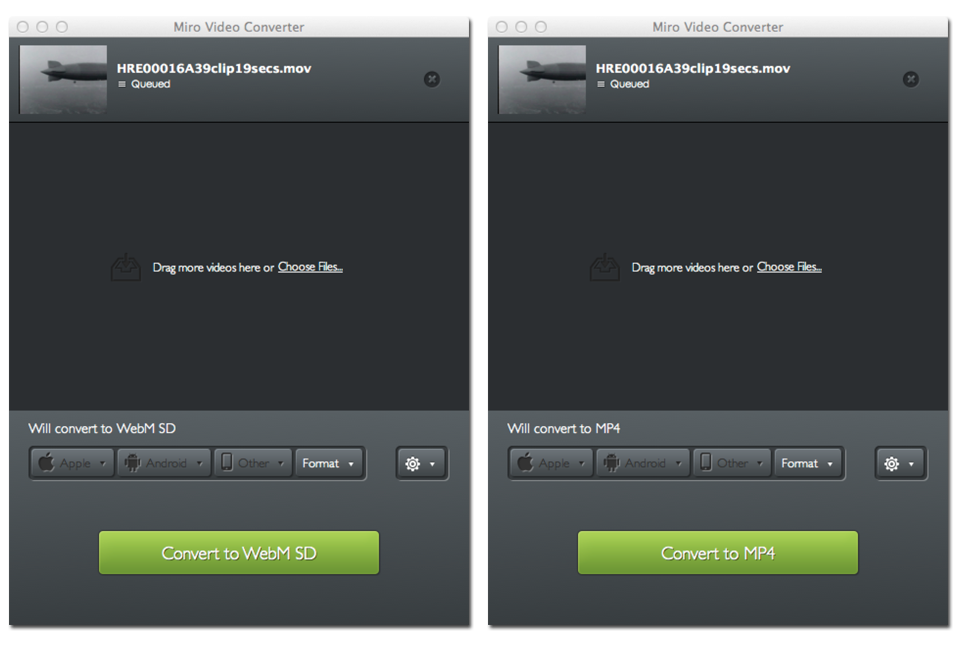 Miro Video Converter
HRE00016A39clip19secs.mov
Queued
Drag more videos here or Choose Files...
Will convert to WebM SD
Apple Android Other Format
Convert to WebM SD
Miro Video Converter
HRE00016A39clip19secs.mov
Queued
Drag more videos here or Choose Files...
Will convert to MP4
Apple Android Other Format
Convert to MP4